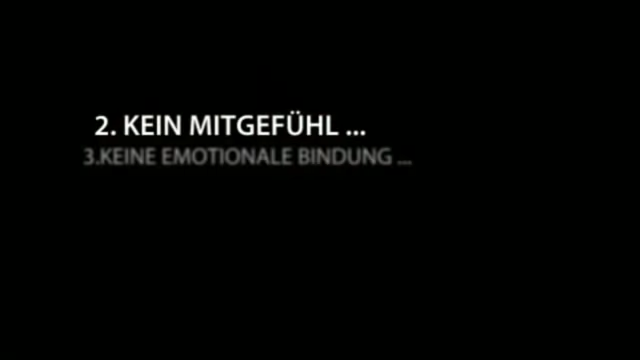 2. KEIN MITGEFÜHL ...
3.KEINE EMOTIONALE BINDUNG ...